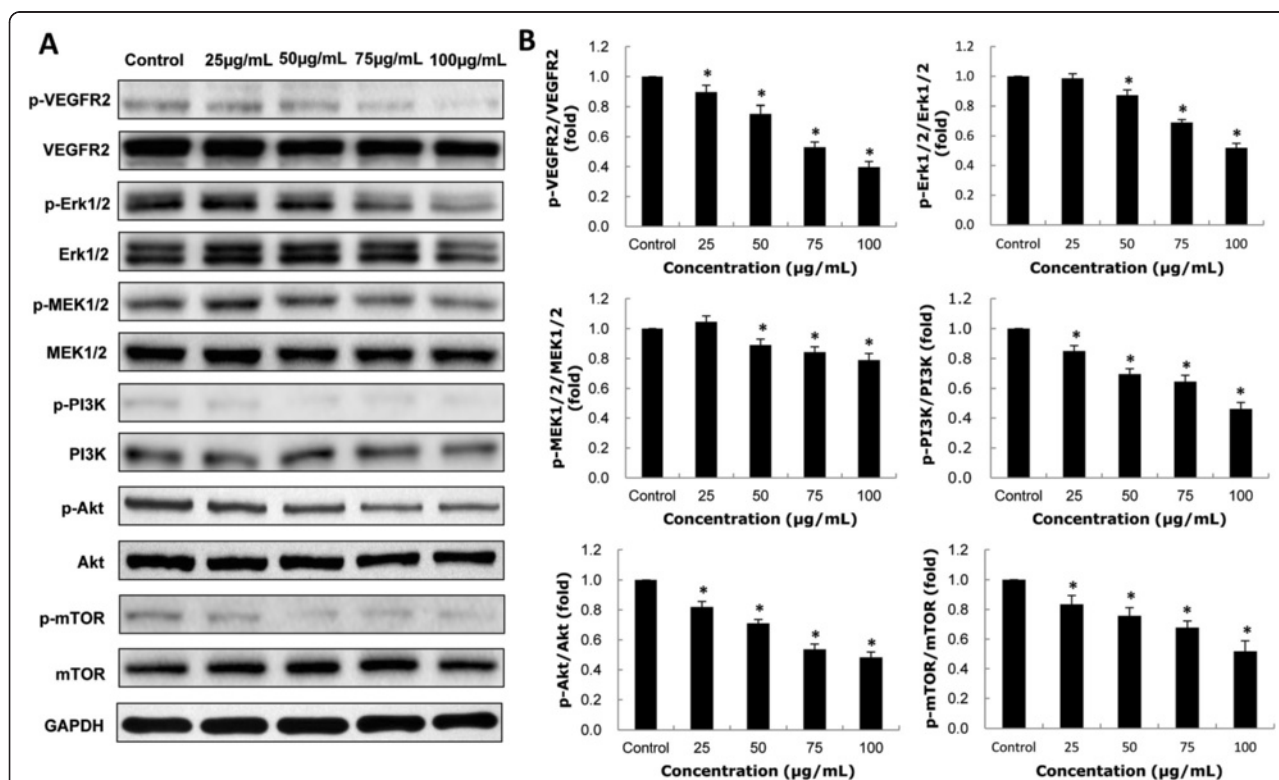 A
Control 25µg/mL 50µg/mL 75µg/mL 100µg/mL
p-VEGFR2
VEGFR2
p-Erk1/2
Erk1/2
p-MEK1/2
MEK1/2
p-PI3K
PI3K
p-Akt
Akt
p-mTOR
mTOR
GAPDH
B
p-VEGFR2/VEGFR2
(fold)
1.2
1.0
0.8
0.6
0.4
0.2
0.0
* * * *
Control 25 50 75 100
Concentration (µg/mL)
p-Erk1/2/Erk1/2
(fold)
1.2
1.0
0.8
0.6
0.4
0.2
0.0
* * *
Control 25 50 75 100
Concentration (µg/mL)
p-MEK1/2/MEK1/2
(fold)
1.2
1.0
0.8
0.6
0.4
0.2
0.0
* * *
Control 25 50 75 100
Concentration (µg/mL)
p-PI3K/PI3K (fold)
1.2
1.0
0.8
0.6
0.4
0.2
0.0
* * * *
Control 25 50 75 100
Concentration (µg/mL)
p-Akt/Akt (fold)
1.2
1.0
0.8
0.6
0.4
0.2
0.0
* * * *
Control 25 50 75 100
Concentration (µg/mL)
p-mTOR/mTOR (fold)
1.2
1.0
0.8
0.6
0.4
0.2
0.0
* * * *
Control 25 50 75 100
Concentration (µg/mL)